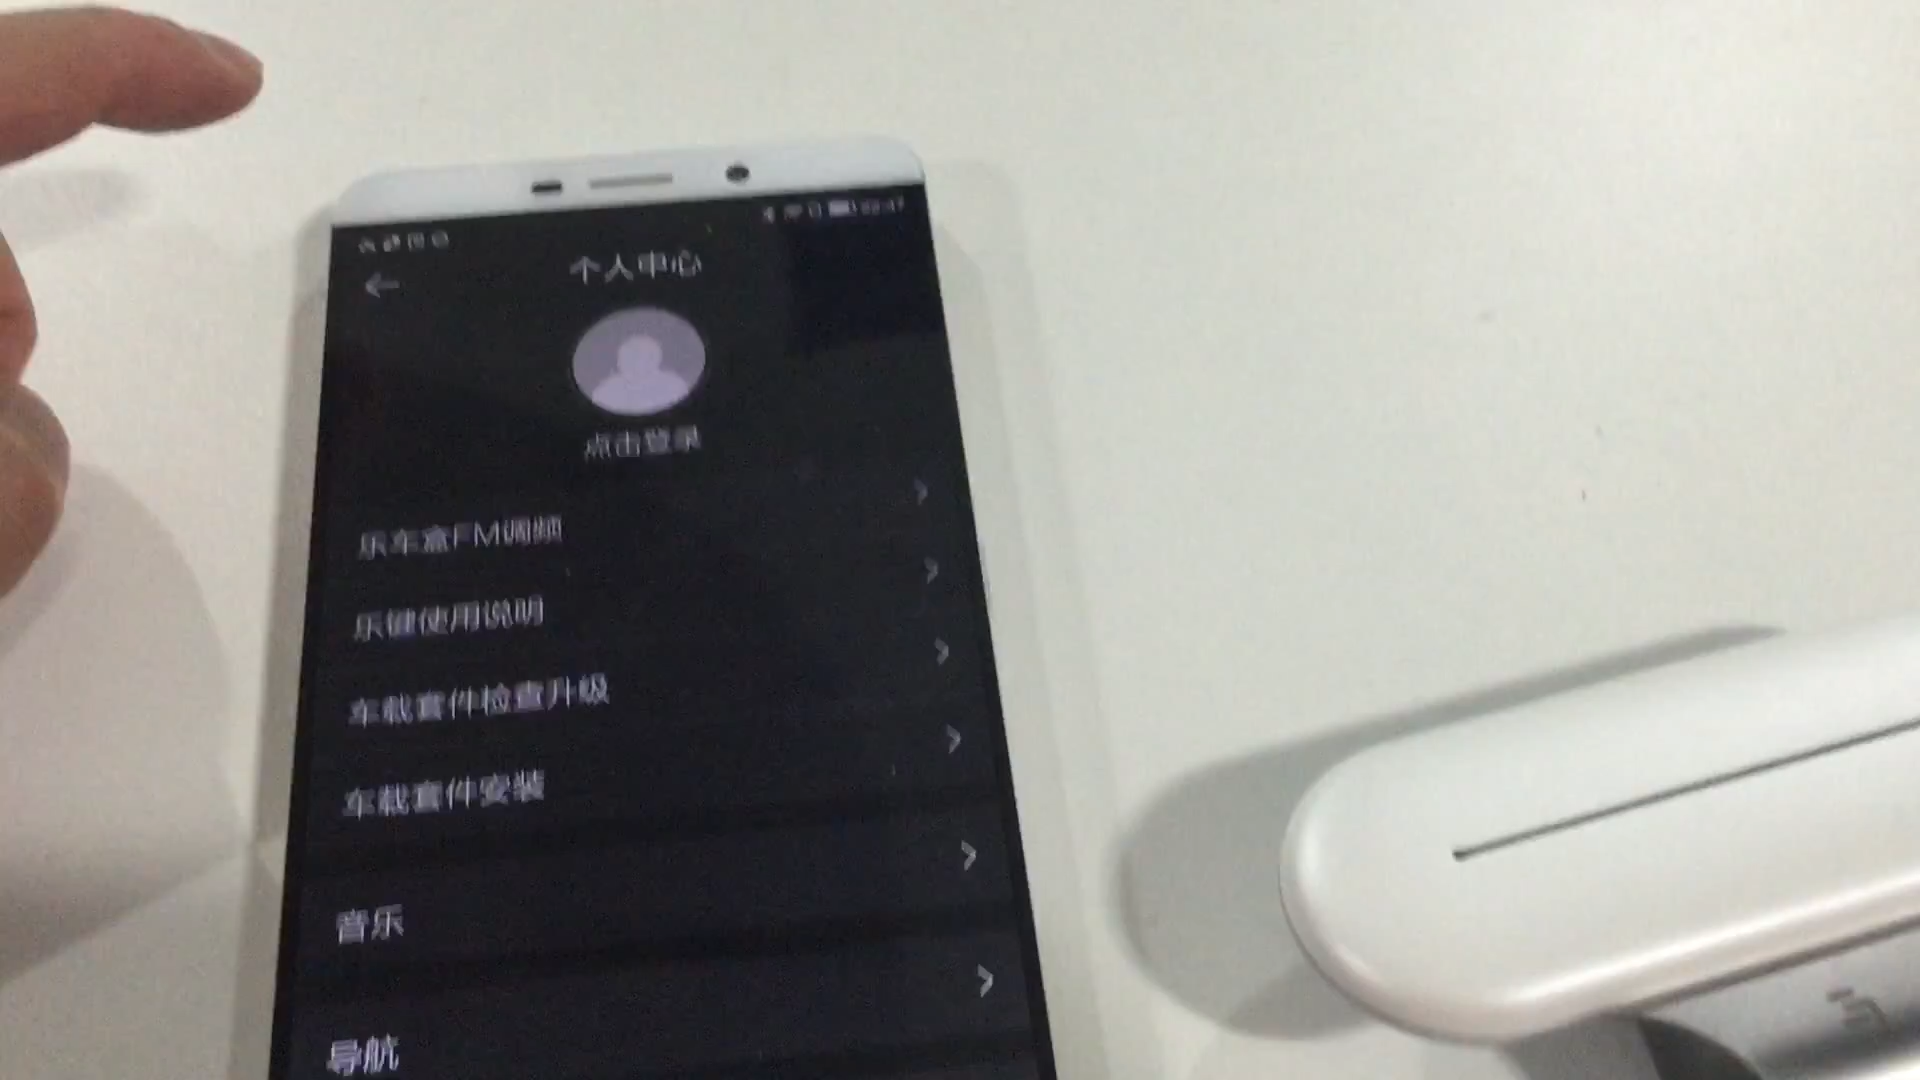 个人中心
点击登录
乐车盒FM调频
乐键使用说明
车载套件检查升级
车载套件安装
音乐
导航